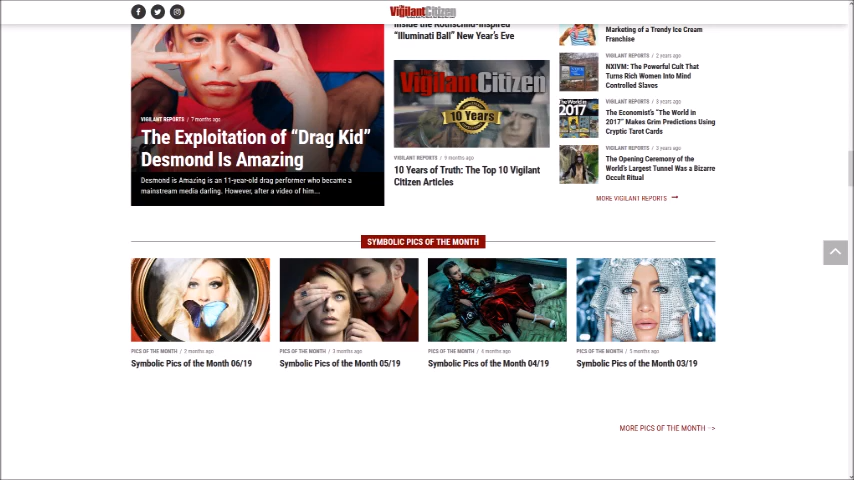 The VigilantCitizen
Inside the Rothschild-Inspired
"Illuminati Ball" New Year's Eve
Marketing of a Trendy Ice Cream
Franchise
VIGILANT REPORTS / 2 years ago
NXIVM: The Powerful Cult That
Turns Rich Women Into Mind
Controlled Slaves
VIGILANT REPORTS / 3 years ago
The Economist's "The World in
2017" Makes Grim Predictions Using
Cryptic Tarot Cards
The World in
2017
VIGILANT REPORTS / 3 years ago
The Opening Ceremony of the
World's Largest Tunnel Was a Bizarre
Occult Ritual
MORE VIGILANT REPORTS
VIGILANT REPORTS / 7 months ago
The Exploitation of "Drag Kid"
Desmond Is Amazing
Desmond is Amazing is an 11-year-old drag performer who became a
mainstream media darling. However, after a video of him...
VigilantCitizen
10 Years
VIGILANT REPORTS / 9 months ago
10 Years of Truth: The Top 10 Vigilant
Citizen Articles
SYMBOLIC PICS OF THE MONTH
PICS OF THE MONTH / 2 months ago
Symbolic Pics of the Month 06/19
PICS OF THE MONTH / 3 months ago
Symbolic Pics of the Month 05/19
PICS OF THE MONTH / 4 months ago
Symbolic Pics of the Month 04/19
PICS OF THE MONTH / 5 months ago
Symbolic Pics of the Month 03/19
MORE PICS OF THE MONTH ->